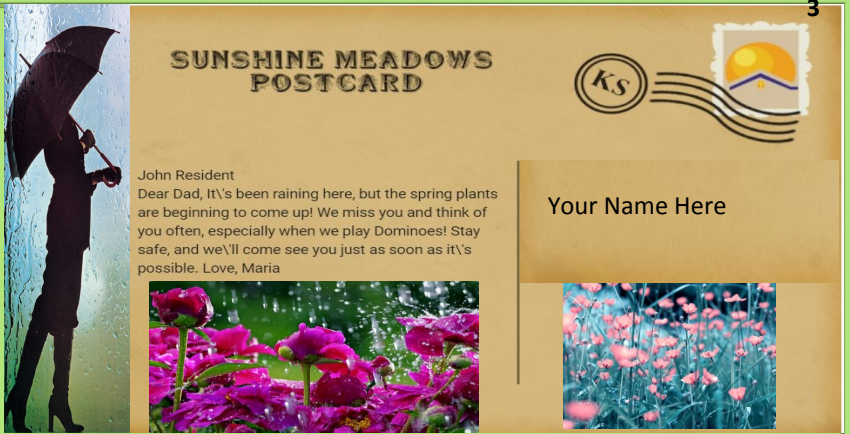 3
SUNSHINE MEADOWS
POSTCARD
KS
John Resident
Dear Dad, It\'s been raining here, but the spring plants
are beginning to come up! We miss you and think of
you often, especially when we play Dominoes! Stay
safe, and we\'ll come see you just as soon as it\'s
possible. Love, Maria
Your Name Here